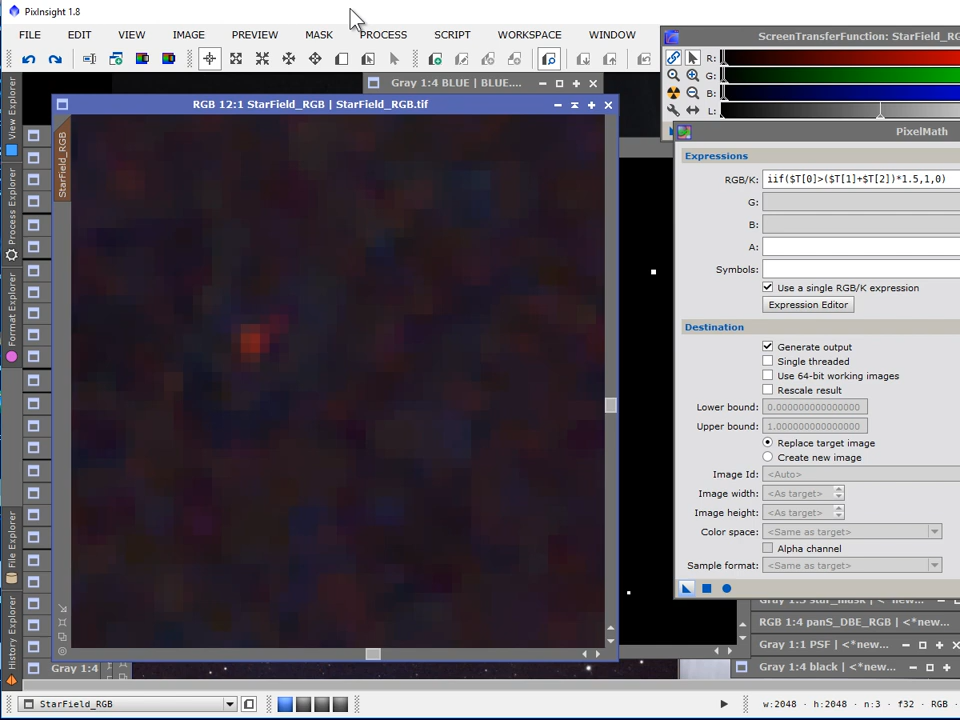 PixInsight 1.8
FILE EDIT VIEW IMAGE PREVIEW MASK PROCESS SCRIPT WORKSPACE WINDOW
ScreenTransferFunction: StarField_RG
R:
G:
B:
L:
Gray 1:4 BLUE | BLUE....
RGB 12:1 StarField_RGB | StarField_RGB.tif
StarField_RGB
View Explorer
Process Explorer
Format Explorer
File Explorer
History Explorer
PixelMath
Expressions
RGB/K: iif($T[0]>($T[1]+$T[2])*1.5,1,0)
G:
B:
A:
Symbols:
Use a single RGB/K expression
Expression Editor
Destination
Generate output
Single threaded
Use 64-bit working images
Rescale result
Lower bound: 0.000000000000000
Upper bound: 1.000000000000000
Replace target image
Create new image
Image Id: <Auto>
Image width: <As target>
Image height: <As target>
Color space: <Same as target>
Alpha channel
Sample format: <Same as target>
RGB 1:4 panS_DBE_RGB | <*new...
Gray 1:1 PSF | <*new...
Gray 1:4 black | <*new...
Gray 1:4
StarField_RGB
w:2048 · h:2048 · n:3 · f32 · RGB ·